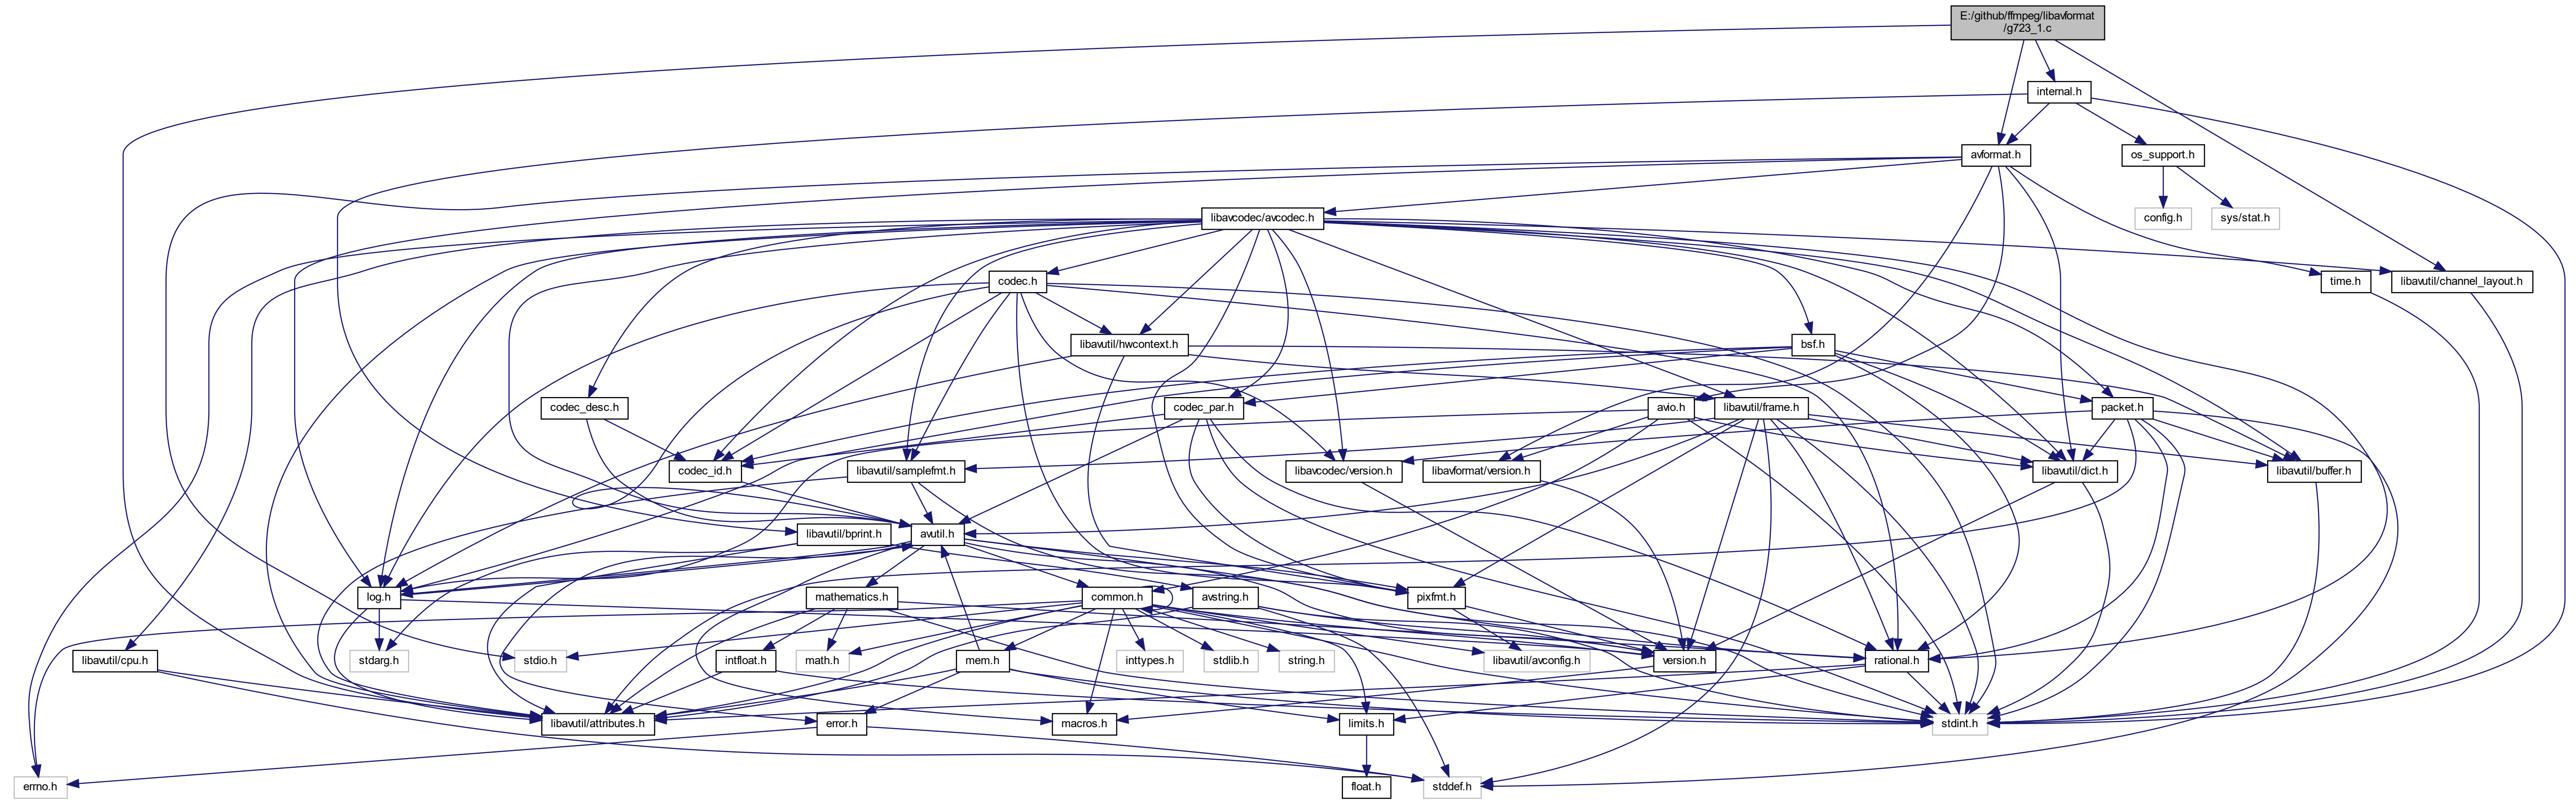 E:/github/ffmpeg/libavformat
/g723_1.c
internal.h
avformat.h
os_support.h
libavcodec/avcodec.h
config.h
sys/stat.h
codec.h
time.h
libavutil/channel_layout.h
libavutil/hwcontext.h
bsf.h
codec_desc.h
codec_par.h
avio.h
libavutil/frame.h
packet.h
codec_id.h
libavutil/samplefmt.h
libavcodec/version.h
libavformat/version.h
libavutil/dict.h
libavutil/buffer.h
libavutil/bprint.h
avutil.h
log.h
mathematics.h
common.h
avstring.h
pixfmt.h
libavutil/cpu.h
stdarg.h
stdio.h
intfloat.h
math.h
mem.h
inttypes.h
stdlib.h
string.h
libavutil/avconfig.h
version.h
rational.h
libavutil/attributes.h
error.h
macros.h
limits.h
stdint.h
errno.h
float.h
stddef.h